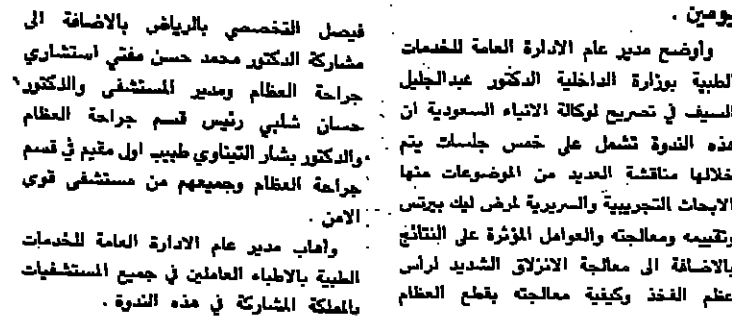 يومين .
وأوضح مدير عام الادارة العامة للخدمات
الطبية بوزارة الداخلية الدكتور عبدالجليل
السيف في تصريح لوكالة الانباء السعودية ان
هذه الندوة تشمل على خمس جلسات يتم
خلالها مناقشة العديد من الموضوعات منها
الابحاث التجريبية والسريرية لمرض ليك بيرتس
وتقييمه ومعالجته والعوامل المؤثرة على النتائج
بالاضافة الى معالجة الانزلاق الشديد لرأس
عظم الفخذ وكيفية معالجته بقطع العظام
فيصل التخصصي بالرياض بالاضافة الى
مشاركة الدكتور محمد حسن مفتي استشاري
جراحة العظام ومدير المستشفى والدكتور
حسان شلبي رئيس قسم جراحة العظام
والدكتور بشار التيناوي طبيب اول مقيم في قسم
جراحة العظام وجميعهم من مستشفى قوى
الامن .
وأهاب مدير عام الادارة العامة للخدمات
الطبية بالاطباء العاملين في جميع المستشفيات
بالمملكة المشاركة في هذه الندوة .